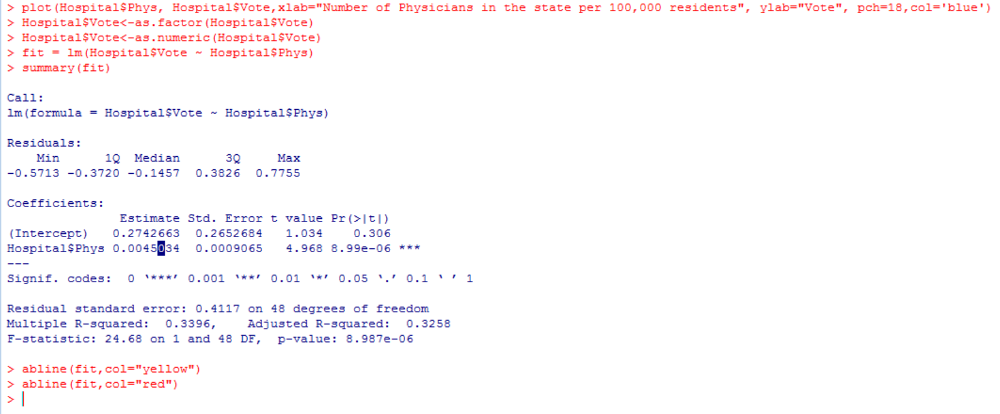 > plot(Hospital$Phys, Hospital$Vote,xlab="Number of Physicians in the state per 100,000 residents", ylab="Vote", pch=18,col='blue')
> Hospital$Vote<-as.factor(Hospital$Vote)
> Hospital$Vote<-as.numeric(Hospital$Vote)
> fit = lm(Hospital$Vote ~ Hospital$Phys)
> summary(fit)
Call:
lm(formula = Hospital$Vote ~ Hospital$Phys)
Residuals:
    Min      1Q  Median      3Q     Max
-0.5713 -0.3720 -0.1457  0.3826  0.7755
Coefficients:
               Estimate Std. Error t value Pr(>|t|)
(Intercept)   0.2742663  0.2652684   1.034    0.306
Hospital$Phys 0.0045034  0.0009065   4.968 8.99e-06 ***
---
Signif. codes:  0 ‘***’ 0.001 ‘**’ 0.01 ‘*’ 0.05 ‘.’ 0.1 ‘ ’ 1
Residual standard error: 0.4117 on 48 degrees of freedom
Multiple R-squared:  0.3396,    Adjusted R-squared:  0.3258
F-statistic: 24.68 on 1 and 48 DF,  p-value: 8.987e-06
> abline(fit,col="yellow")
> abline(fit,col="red")
>